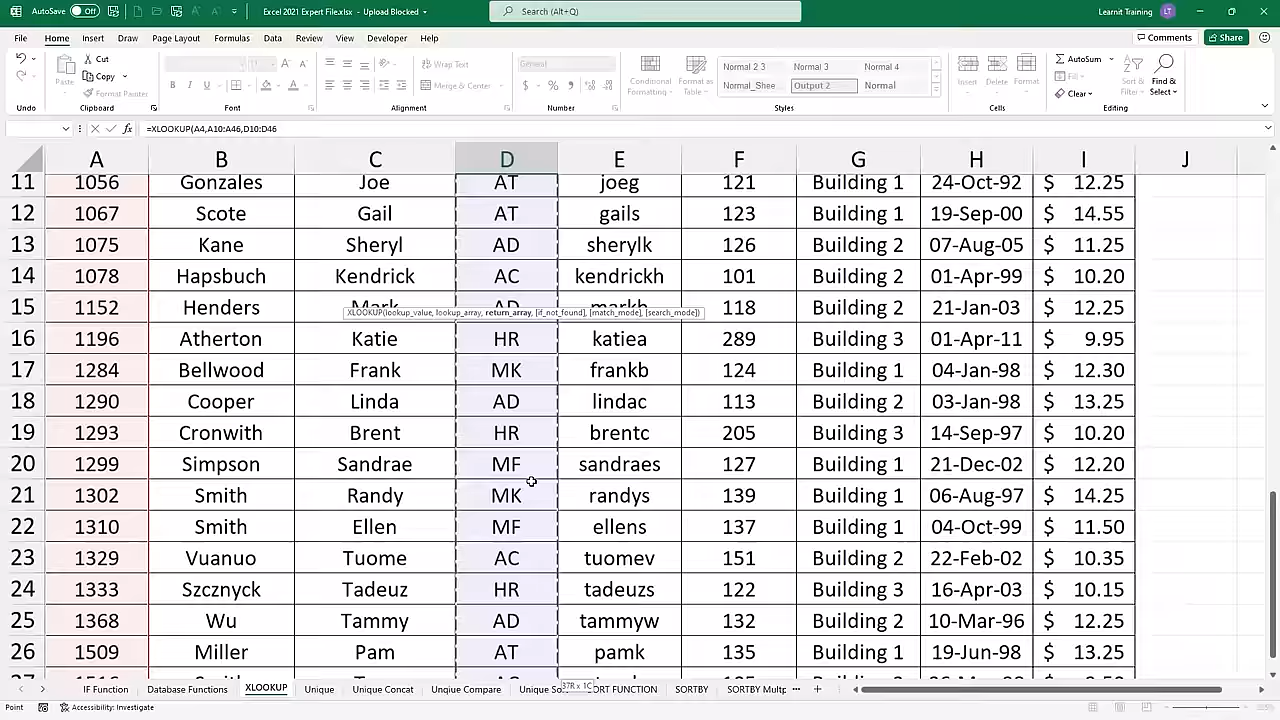 AutoSave Off Excel 2021 Expert File.xlsx - Upload Blocked Search (Alt+Q) Learnit Training LT
File Home Insert Draw Page Layout Formulas Data Review View Developer Help Comments Share
Cut
Copy
Format Painter
Paste
B I U
Wrap Text
Merge & Center
General
$ % ,
Conditional Formatting
Format as Table
Normal 2 3 Normal 3 Normal 4
Normal_Shee Output 2 Normal
Insert Delete Format
AutoSum
Fill
Clear
Sort & Filter
Find & Select
Undo Clipboard Font Alignment Number Styles Cells Editing
fx =XLOOKUP(A4,A10:A46,D10:D46
A B C D E F G H I J
11 1056 Gonzales Joe AT joeg 121 Building 1 24-Oct-92 $ 12.25
12 1067 Scote Gail AT gails 123 Building 1 19-Sep-00 $ 14.55
13 1075 Kane Sheryl AD sherylk 126 Building 2 07-Aug-05 $ 11.25
14 1078 Hapsbuch Kendrick AC kendrickh 101 Building 2 01-Apr-99 $ 10.20
15 1152 Henders Mark AD markh 118 Building 2 21-Jan-03 $ 12.25
XLOOKUP(lookup_value, lookup_array, return_array, [if_not_found], [match_mode], [search_mode])
16 1196 Atherton Katie HR katiea 289 Building 3 01-Apr-11 $ 9.95
17 1284 Bellwood Frank MK frankb 124 Building 1 04-Jan-98 $ 12.30
18 1290 Cooper Linda AD lindac 113 Building 2 03-Jan-98 $ 13.25
19 1293 Cronwith Brent HR brentc 205 Building 3 14-Sep-97 $ 10.20
20 1299 Simpson Sandrae MF sandraes 127 Building 1 21-Dec-02 $ 12.20
21 1302 Smith Randy MK randys 139 Building 1 06-Aug-97 $ 14.25
22 1310 Smith Ellen MF ellens 137 Building 1 04-Oct-99 $ 11.50
23 1329 Vuanuo Tuome AC tuomev 151 Building 2 22-Feb-02 $ 10.35
24 1333 Szcznyck Tadeuz HR tadeuzs 122 Building 3 16-Apr-03 $ 10.15
25 1368 Wu Tammy AD tammyw 132 Building 2 10-Mar-96 $ 12.25
26 1509 Miller Pam AT pamk 135 Building 1 19-Jun-98 $ 13.25
IF Function Database Functions XLOOKUP Unique Unique Concat Unqiue Compare Unique So 37R x 1C ORT FUNCTION SORTBY SORTBY Multp ...
Point Accessibility: Investigate